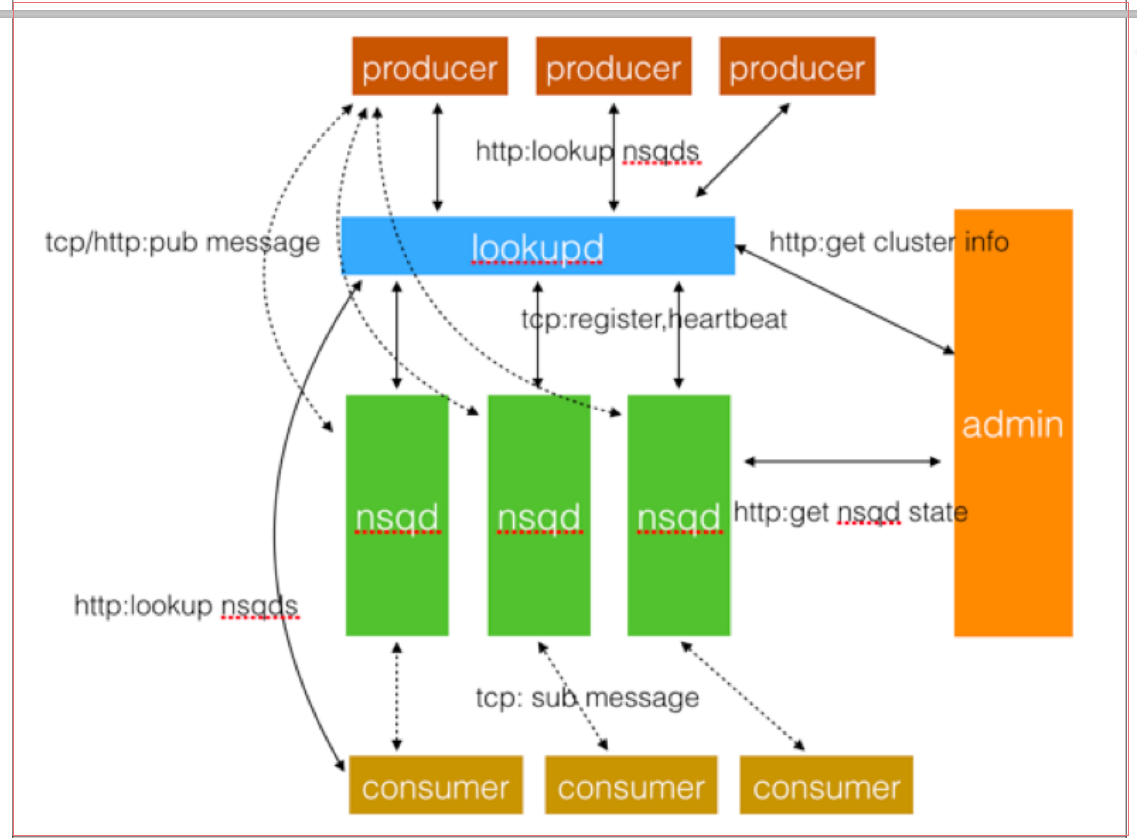 producer
producer
producer
http:lookup nsqds
tcp/http:pub message
lookupd
http:get cluster info
tcp:register,heartbeat
admin
nsqd
nsqd
nsqd
http:get nsqd state
http:lookup nsqds
tcp: sub message
consumer
consumer
consumer